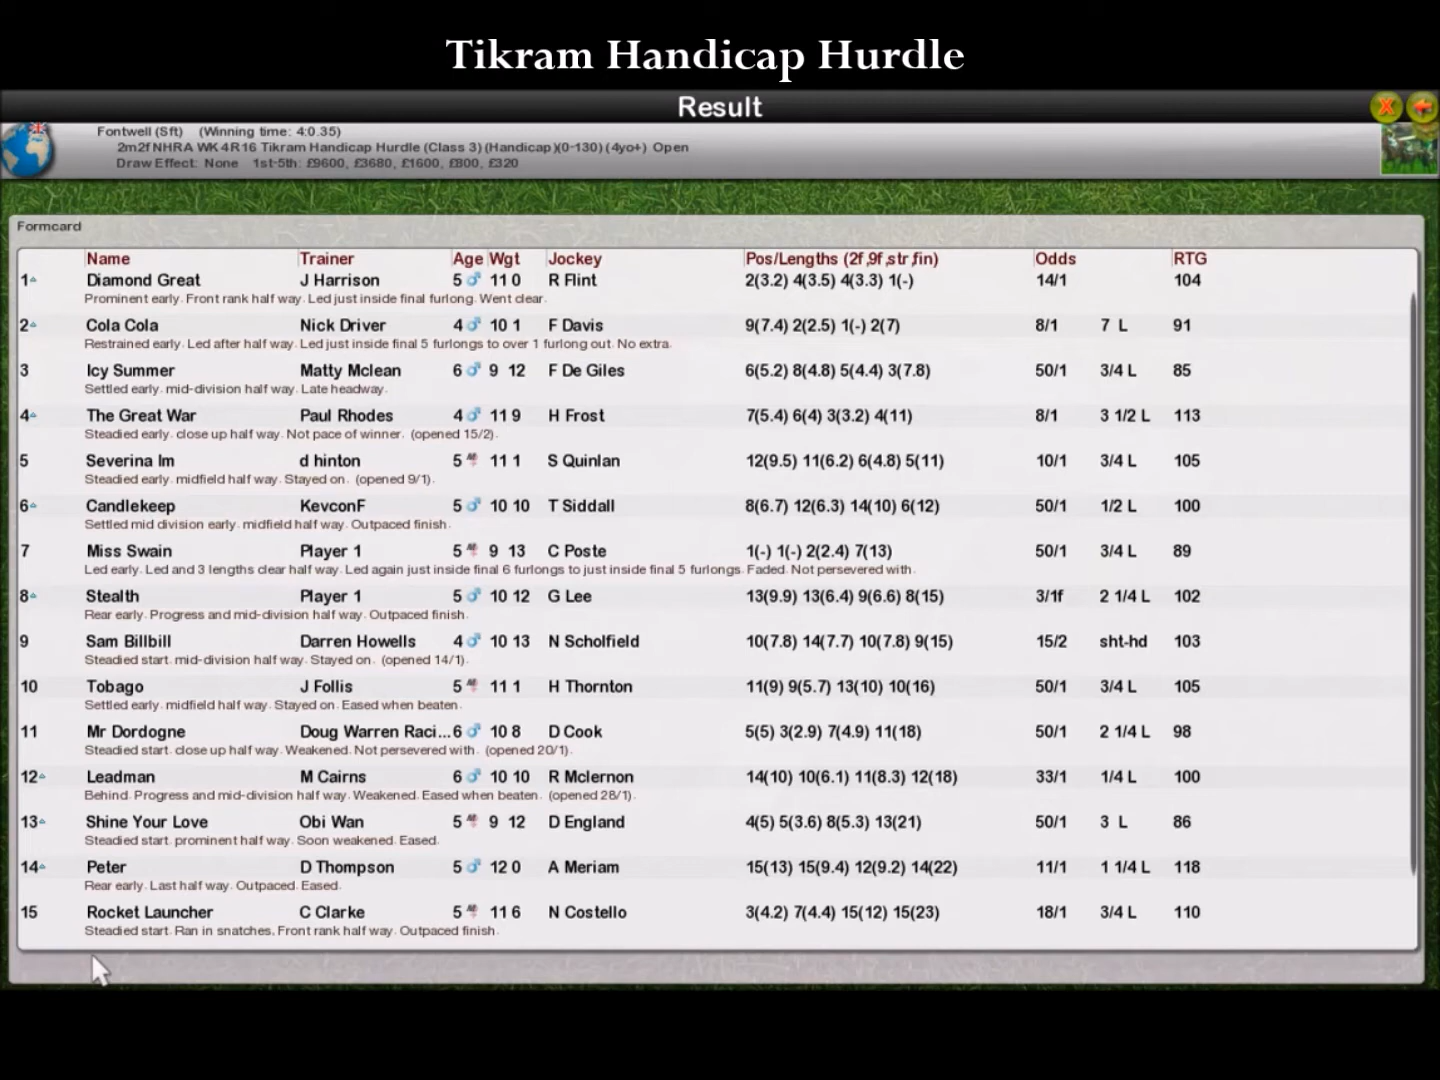 Tikram Handicap Hurdle
Result
Fontwell (Sft) (Winning time: 4:0.35)
2m2f NHRA WK4R16 Tikram Handicap Hurdle (Class 3) (Handicap)(0-130) (4yo+) Open
Draw Effect: None 1st-5th: £9600, £3680, £1600, £800, £320
Formcard
Name Trainer Age Wgt Jockey Pos/Lengths (2f,9f,str,fin) Odds RTG
1 Diamond Great J Harrison 5 11 0 R Flint 2(3.2) 4(3.5) 4(3.3) 1(-) 14/1 104
Prominent early. Front rank half way. Led just inside final furlong. Went clear.
2 Cola Cola Nick Driver 4 10 1 F Davis 9(7.4) 2(2.5) 1(-) 2(7) 8/1 7 L 91
Restrained early. Led after half way. Led just inside final 5 furlongs to over 1 furlong out. No extra.
3 Icy Summer Matty Mclean 6 9 12 F De Giles 6(5.2) 8(4.8) 5(4.4) 3(7.8) 50/1 3/4 L 85
Settled early. mid-division half way. Late headway.
4 The Great War Paul Rhodes 4 11 9 H Frost 7(5.4) 6(4) 3(3.2) 4(11) 8/1 3 1/2 L 113
Steadied early. close up half way. Not pace of winner. (opened 15/2).
5 Severina Im d hinton 5 11 1 S Quinlan 12(9.5) 11(6.2) 6(4.8) 5(11) 10/1 3/4 L 105
Steadied early. midfield half way. Stayed on. (opened 9/1).
6 Candlekeep KevconF 5 10 10 T Siddall 8(6.7) 12(6.3) 14(10) 6(12) 50/1 1/2 L 100
Settled mid division early. midfield half way. Outpaced finish.
7 Miss Swain Player 1 5 9 13 C Poste 1(-) 1(-) 2(2.4) 7(13) 50/1 3/4 L 89
Led early. Led and 3 lengths clear half way. Led again just inside final 6 furlongs to just inside final 5 furlongs. Faded. Not persevered with.
8 Stealth Player 1 5 10 12 G Lee 13(9.9) 13(6.4) 9(6.6) 8(15) 3/1f 2 1/4 L 102
Rear early. Progress and mid-division half way. Outpaced finish.
9 Sam Billbill Darren Howells 4 10 13 N Scholfield 10(7.8) 14(7.7) 10(7.8) 9(15) 15/2 sht-hd 103
Steadied start. mid-division half way. Stayed on. (opened 14/1).
10 Tobago J Follis 5 11 1 H Thornton 11(9) 9(5.7) 13(10) 10(16) 50/1 3/4 L 105
Settled early. midfield half way. Stayed on. Eased when beaten.
11 Mr Dordogne Doug Warren Raci... 6 10 8 D Cook 5(5) 3(2.9) 7(4.9) 11(18) 50/1 2 1/4 L 98
Steadied start. close up half way. Weakened. Not persevered with. (opened 20/1).
12 Leadman M Cairns 6 10 10 R Mclernon 14(10) 10(6.1) 11(8.3) 12(18) 33/1 1/4 L 100
Behind. Progress and mid-division half way. Weakened. Eased when beaten. (opened 28/1).
13 Shine Your Love Obi Wan 5 9 12 D England 4(5) 5(3.6) 8(5.3) 13(21) 50/1 3 L 86
Steadied start. prominent half way. Soon weakened. Eased.
14 Peter D Thompson 5 12 0 A Meriam 15(13) 15(9.4) 12(9.2) 14(22) 11/1 1 1/4 L 118
Rear early. Last half way. Outpaced. Eased.
15 Rocket Launcher C Clarke 5 11 6 N Costello 3(4.2) 7(4.4) 15(12) 15(23) 18/1 3/4 L 110
Steadied start. Ran in snatches. Front rank half way. Outpaced finish.